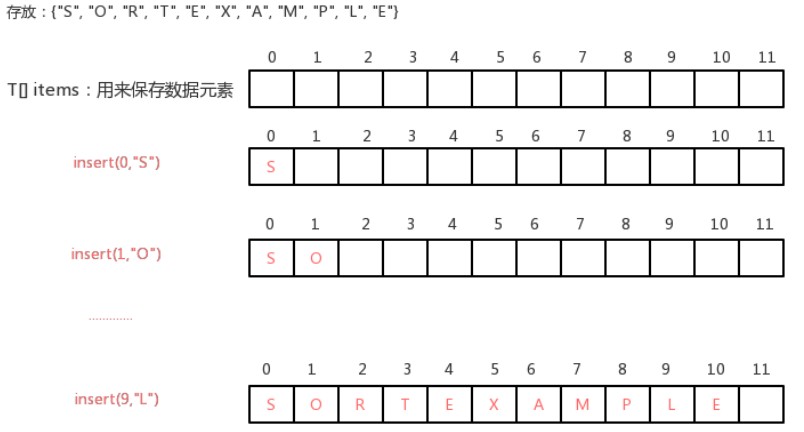 存放：{"S", "O", "R", "T", "E", "X", "A", "M", "P", "L", "E"}
0 1 2 3 4 5 6 7 8 9 10 11
T[] items：用来保存数据元素
0 1 2 3 4 5 6 7 8 9 10 11
insert(0,"S") S
0 1 2 3 4 5 6 7 8 9 10 11
insert(1,"O") S O
.............
0 1 2 3 4 5 6 7 8 9 10 11
insert(9,"L") S O R T E X A M P L E